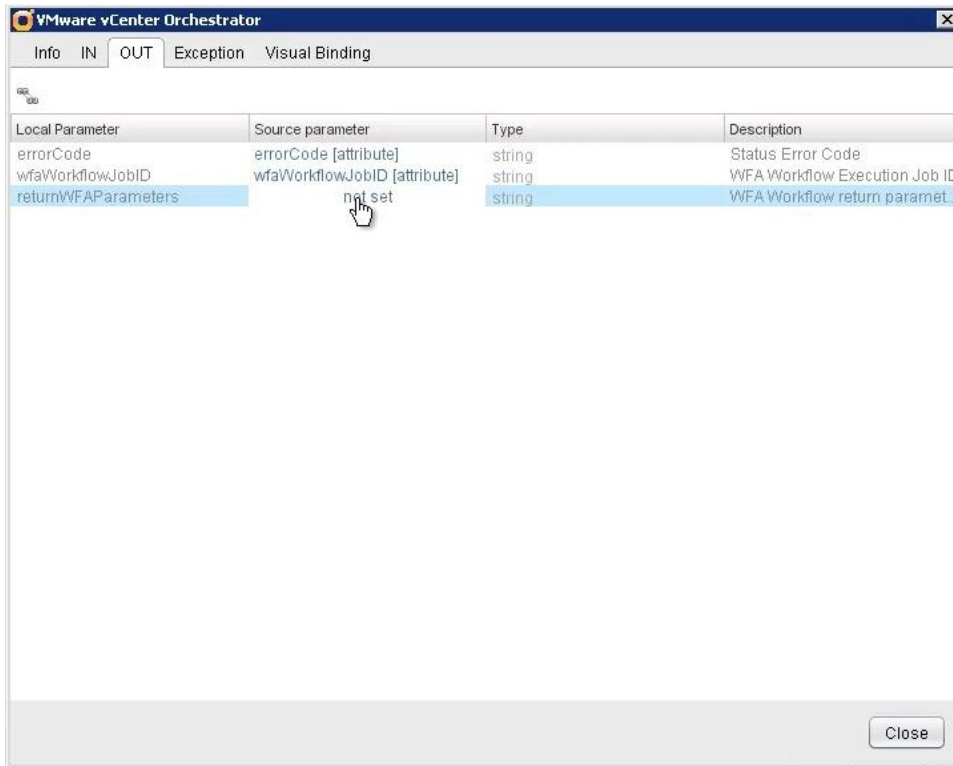 VMware vCenter Orchestrator
Info IN OUT Exception Visual Binding
Local Parameter Source parameter Type Description
errorCode errorCode [attribute] string Status Error Code
wfaWorkflowJobID wfaWorkflowJobID [attribute] string WFA Workflow Execution Job ID
returnWFAParameters not set string WFA Workflow return paramet...
Close